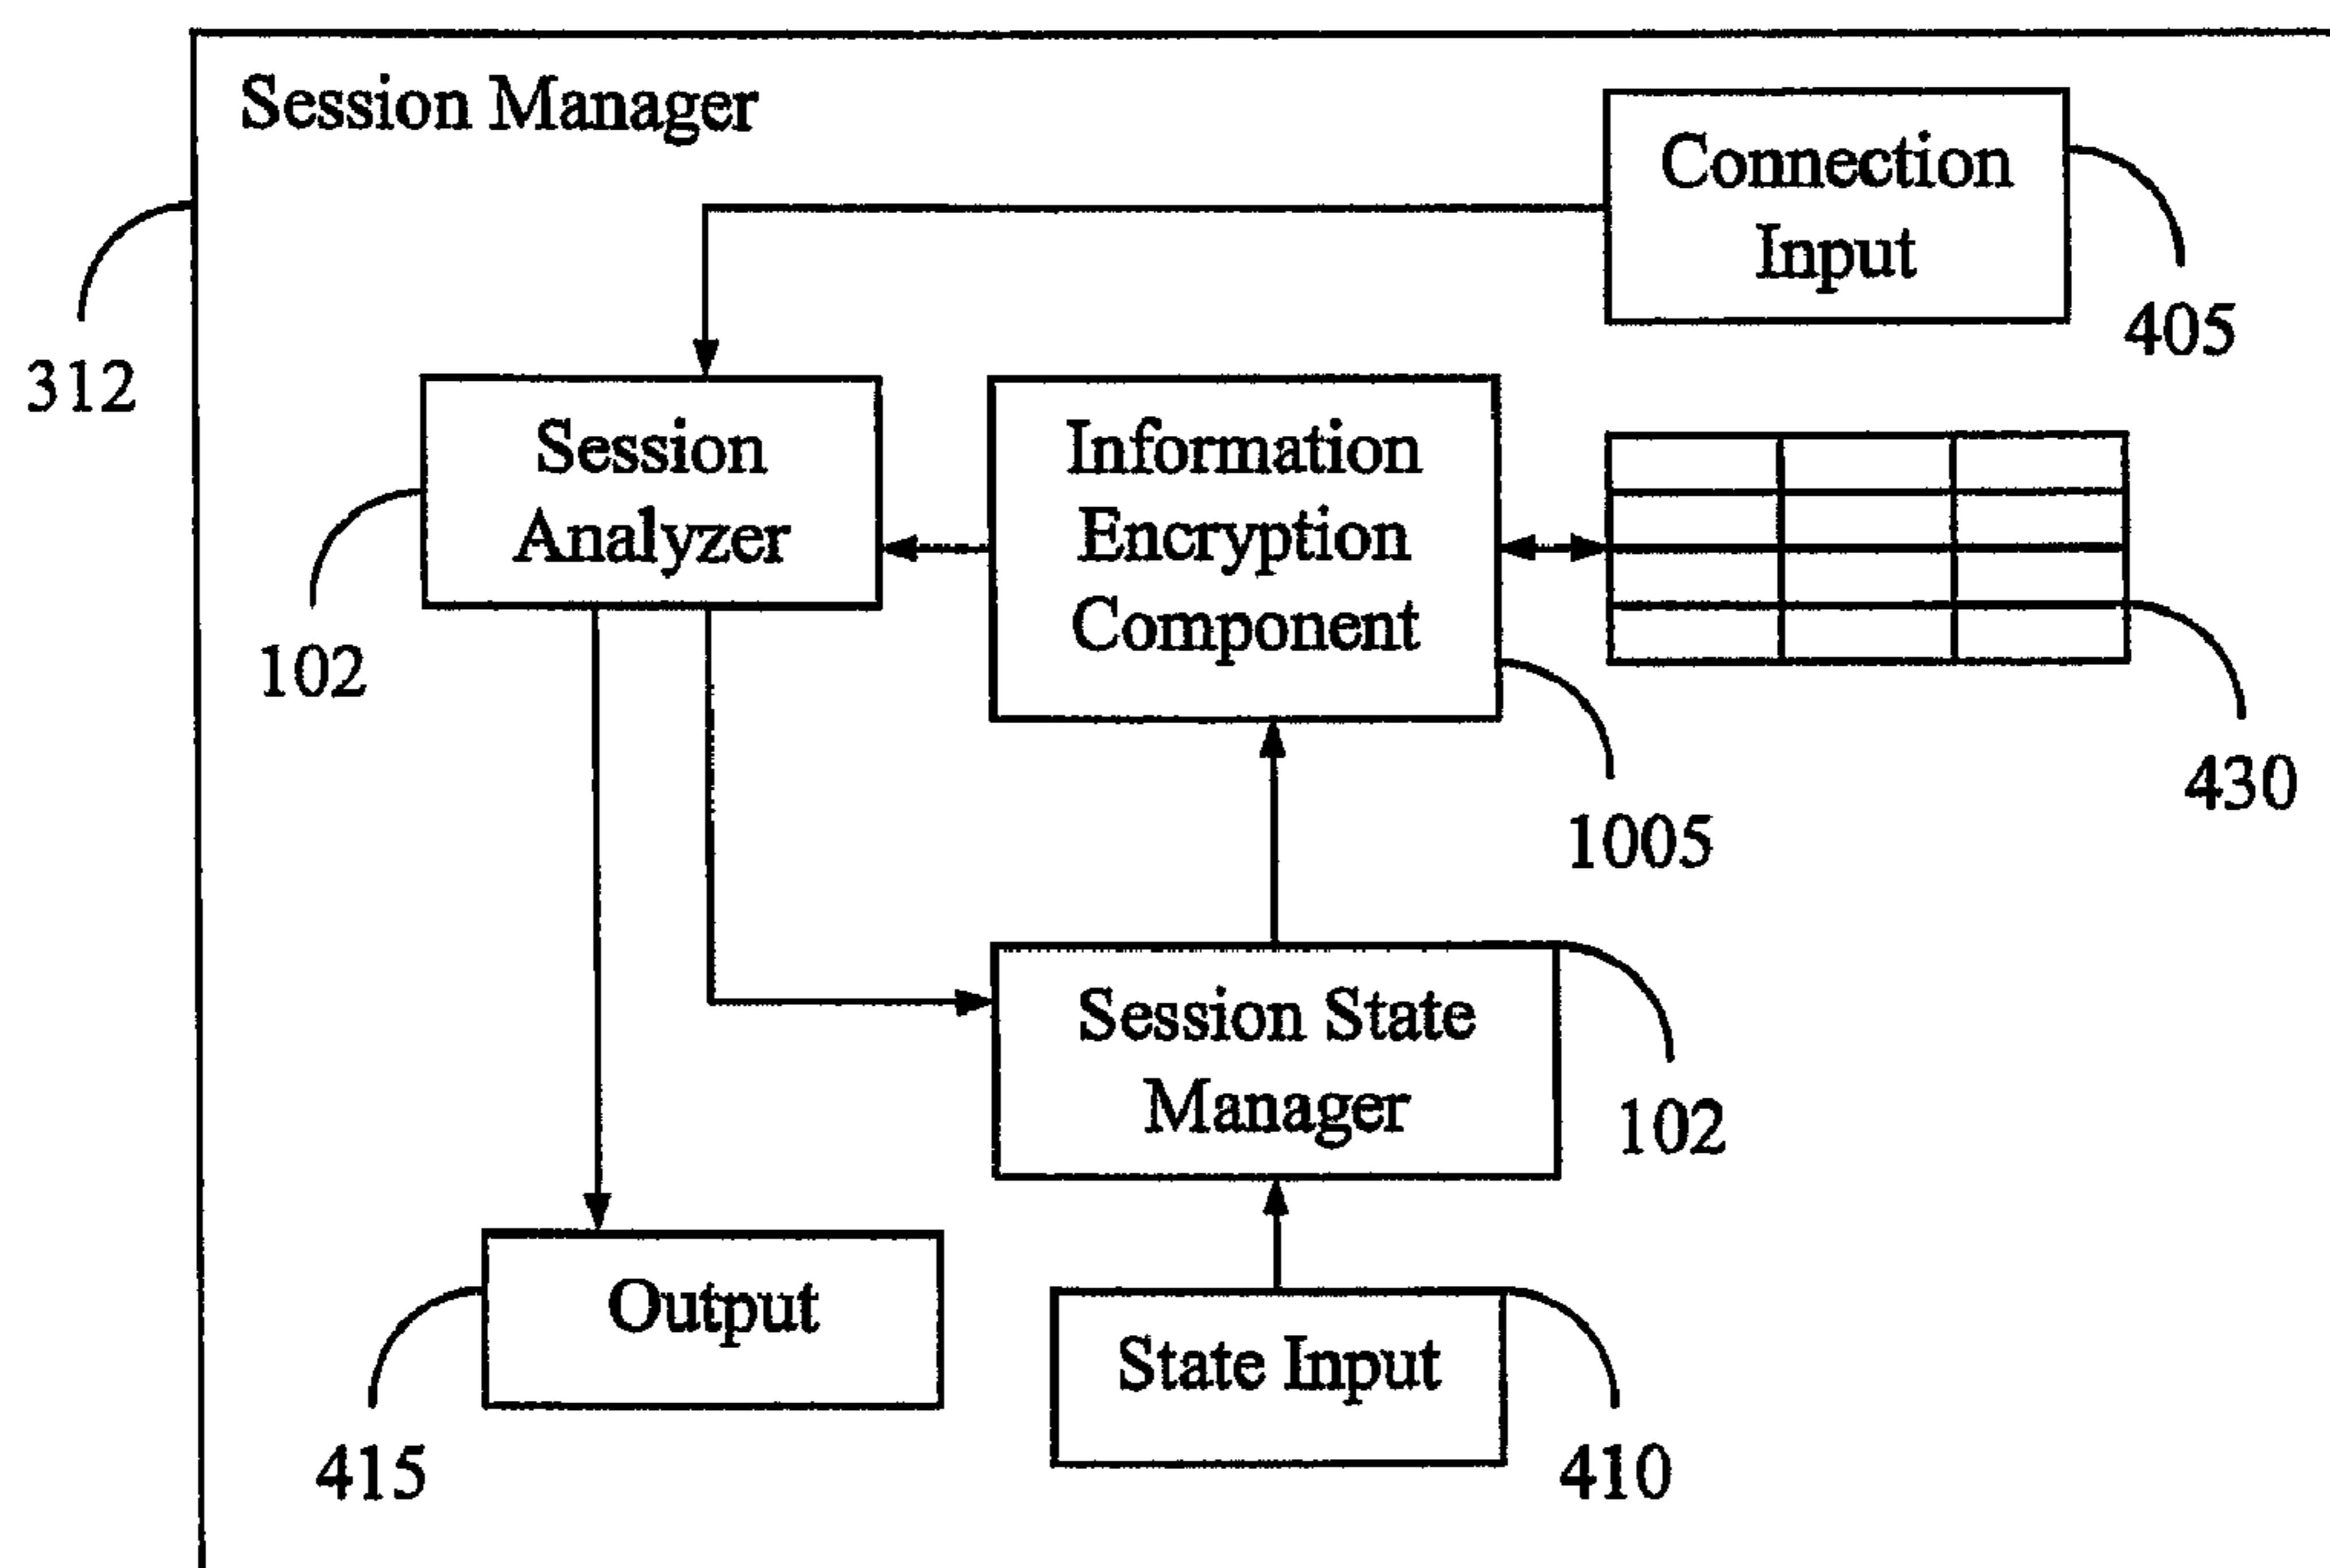 Session Manager
Connection
Input
405
312
Session
Analyzer
102
Information
Encryption
Component
1005
430
Session State
Manager
102
Output
415
State Input
410